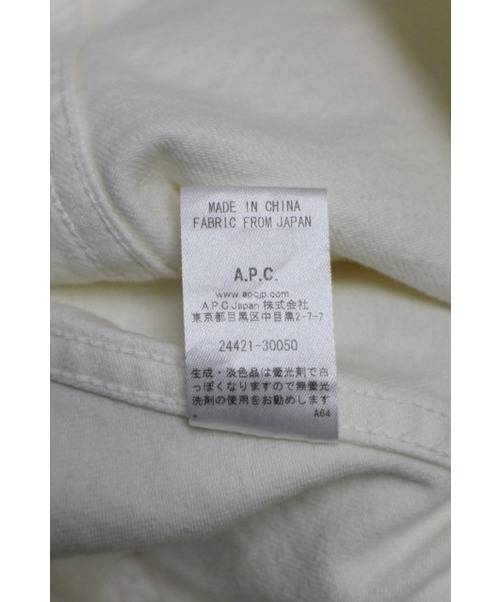 MADE IN CHINA
FABRIC FROM JAPAN
A.P.C.
www.apcjp.com
A.P.C Japan 株式会社
東京都目黒区中目黒2-7-7
24421-30050
生成・淡色品は螢光剤で白
っぽくなりますので無螢光
洗剤の使用をお勧めします
A64